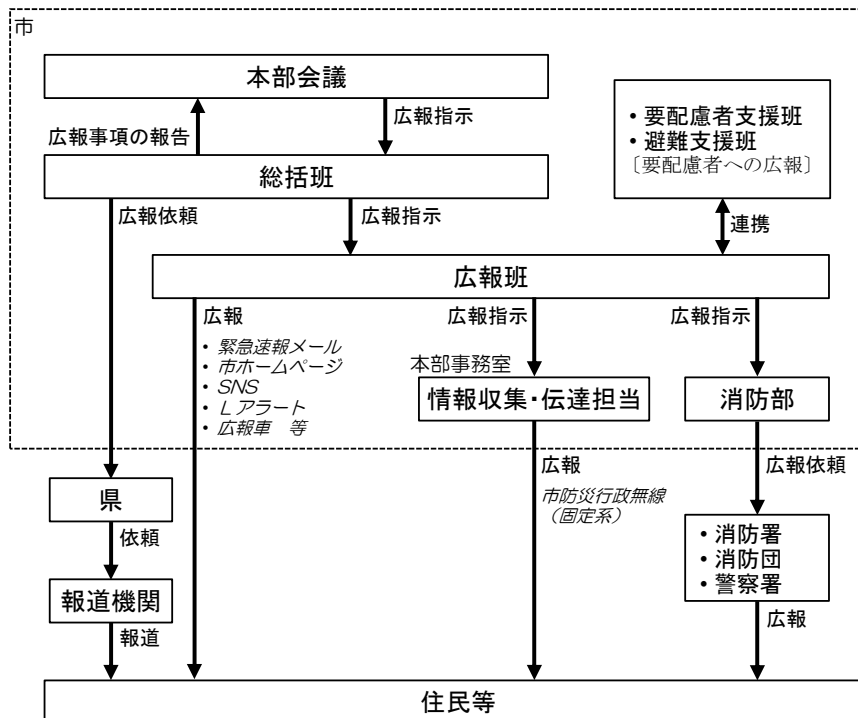 市
本部会議
広報事項の報告
広報指示
・要配慮者支援班
・避難支援班
〔要配慮者への広報〕
総括班
広報依頼
広報指示
連携
広報班
広報
・緊急速報メール
・市ホームページ
・SNS
・Lアラート
・広報車　等
広報指示
本部事務室
情報収集・伝達担当
広報指示
消防部
広報
市防災行政無線
（固定系）
広報依頼
・消防署
・消防団
・警察署
広報
県
依頼
報道機関
報道
住民等